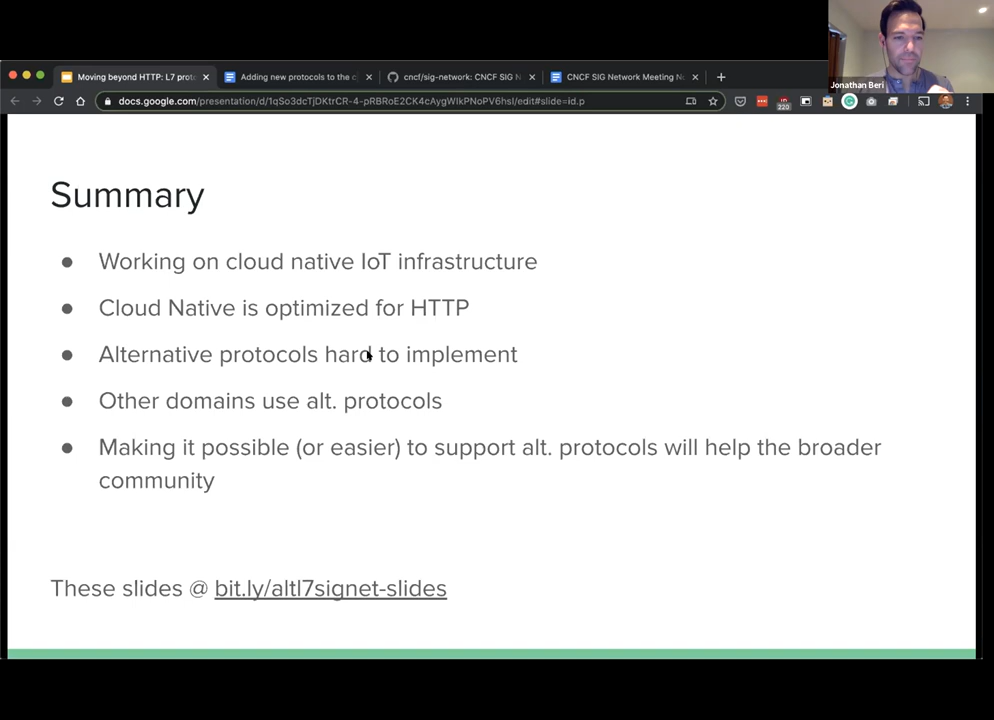 Jonathan Beri
Moving beyond HTTP: L7 prot
Adding new protocols to the c
cncf/sig-network: CNCF SIG N
CNCF SIG Network Meeting N
docs.google.com/presentation/d/1qSo3dcTjDKtrCR-4-pRBRoE2CK4cAygWIkPNoPV6hsI/edit#slide=id.p
220
Summary
● Working on cloud native IoT infrastructure
● Cloud Native is optimized for HTTP
● Alternative protocols hard to implement
● Other domains use alt. protocols
● Making it possible (or easier) to support alt. protocols will help the broader
community
These slides @ bit.ly/altl7signet-slides